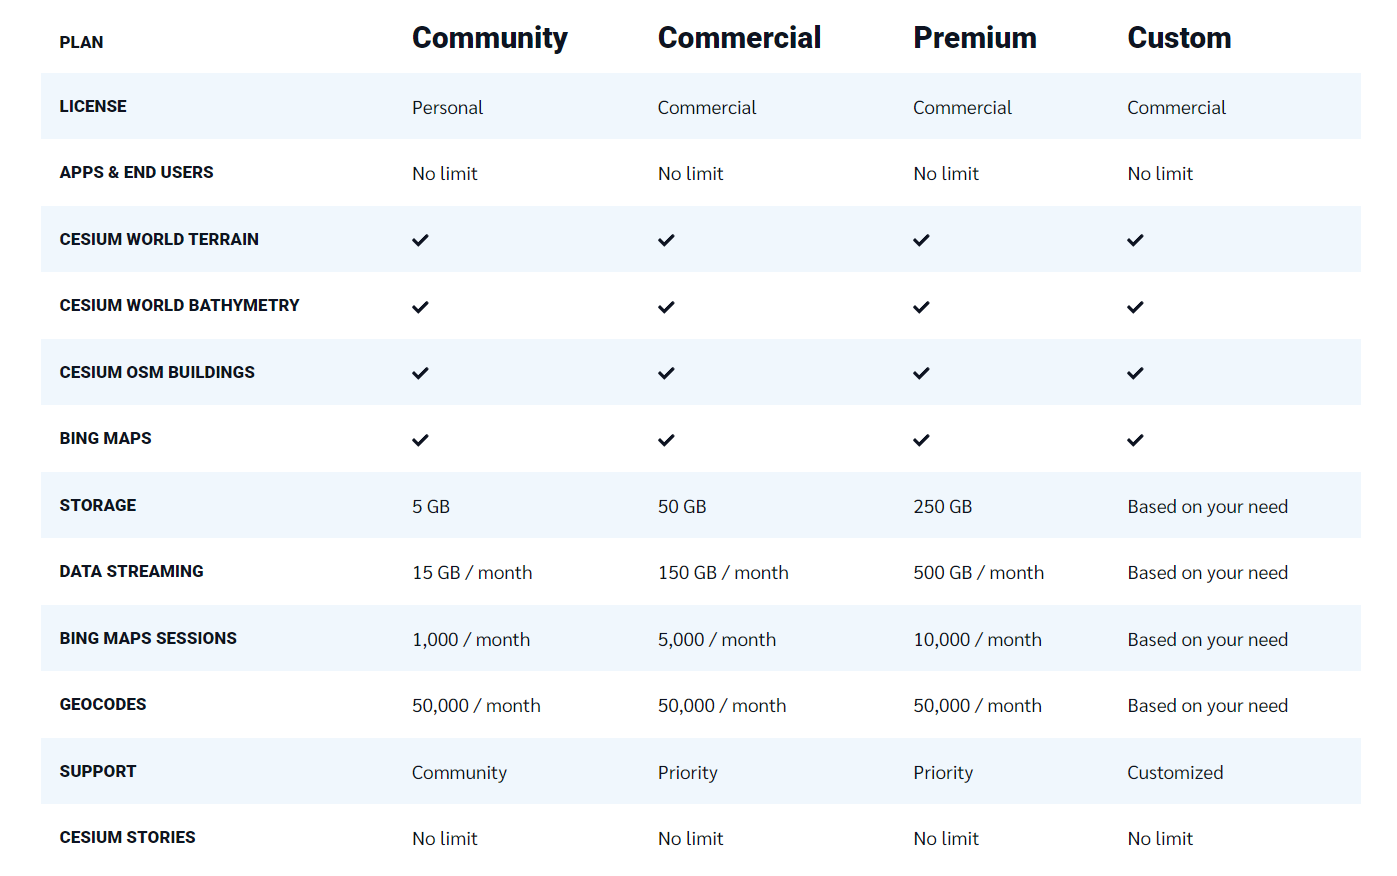 PLAN Community Commercial Premium Custom
LICENSE Personal Commercial Commercial Commercial
APPS & END USERS No limit No limit No limit No limit
CESIUM WORLD TERRAIN
CESIUM WORLD BATHYMETRY
CESIUM OSM BUILDINGS
BING MAPS
STORAGE 5 GB 50 GB 250 GB Based on your need
DATA STREAMING 15 GB / month 150 GB / month 500 GB / month Based on your need
BING MAPS SESSIONS 1,000 / month 5,000 / month 10,000 / month Based on your need
GEOCODES 50,000 / month 50,000 / month 50,000 / month Based on your need
SUPPORT Community Priority Priority Customized
CESIUM STORIES No limit No limit No limit No limit